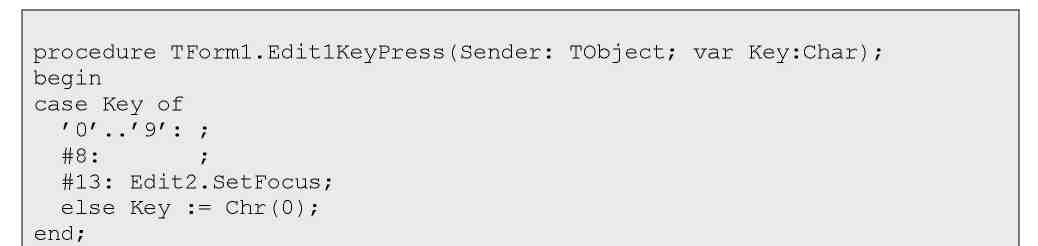 procedure TForm1.Edit1KeyPress(Sender: TObject; var Key:Char);
begin
case Key of
  '0'..'9': ;
  #8:       ;
  #13: Edit2.SetFocus;
  else Key := Chr(0);
end;